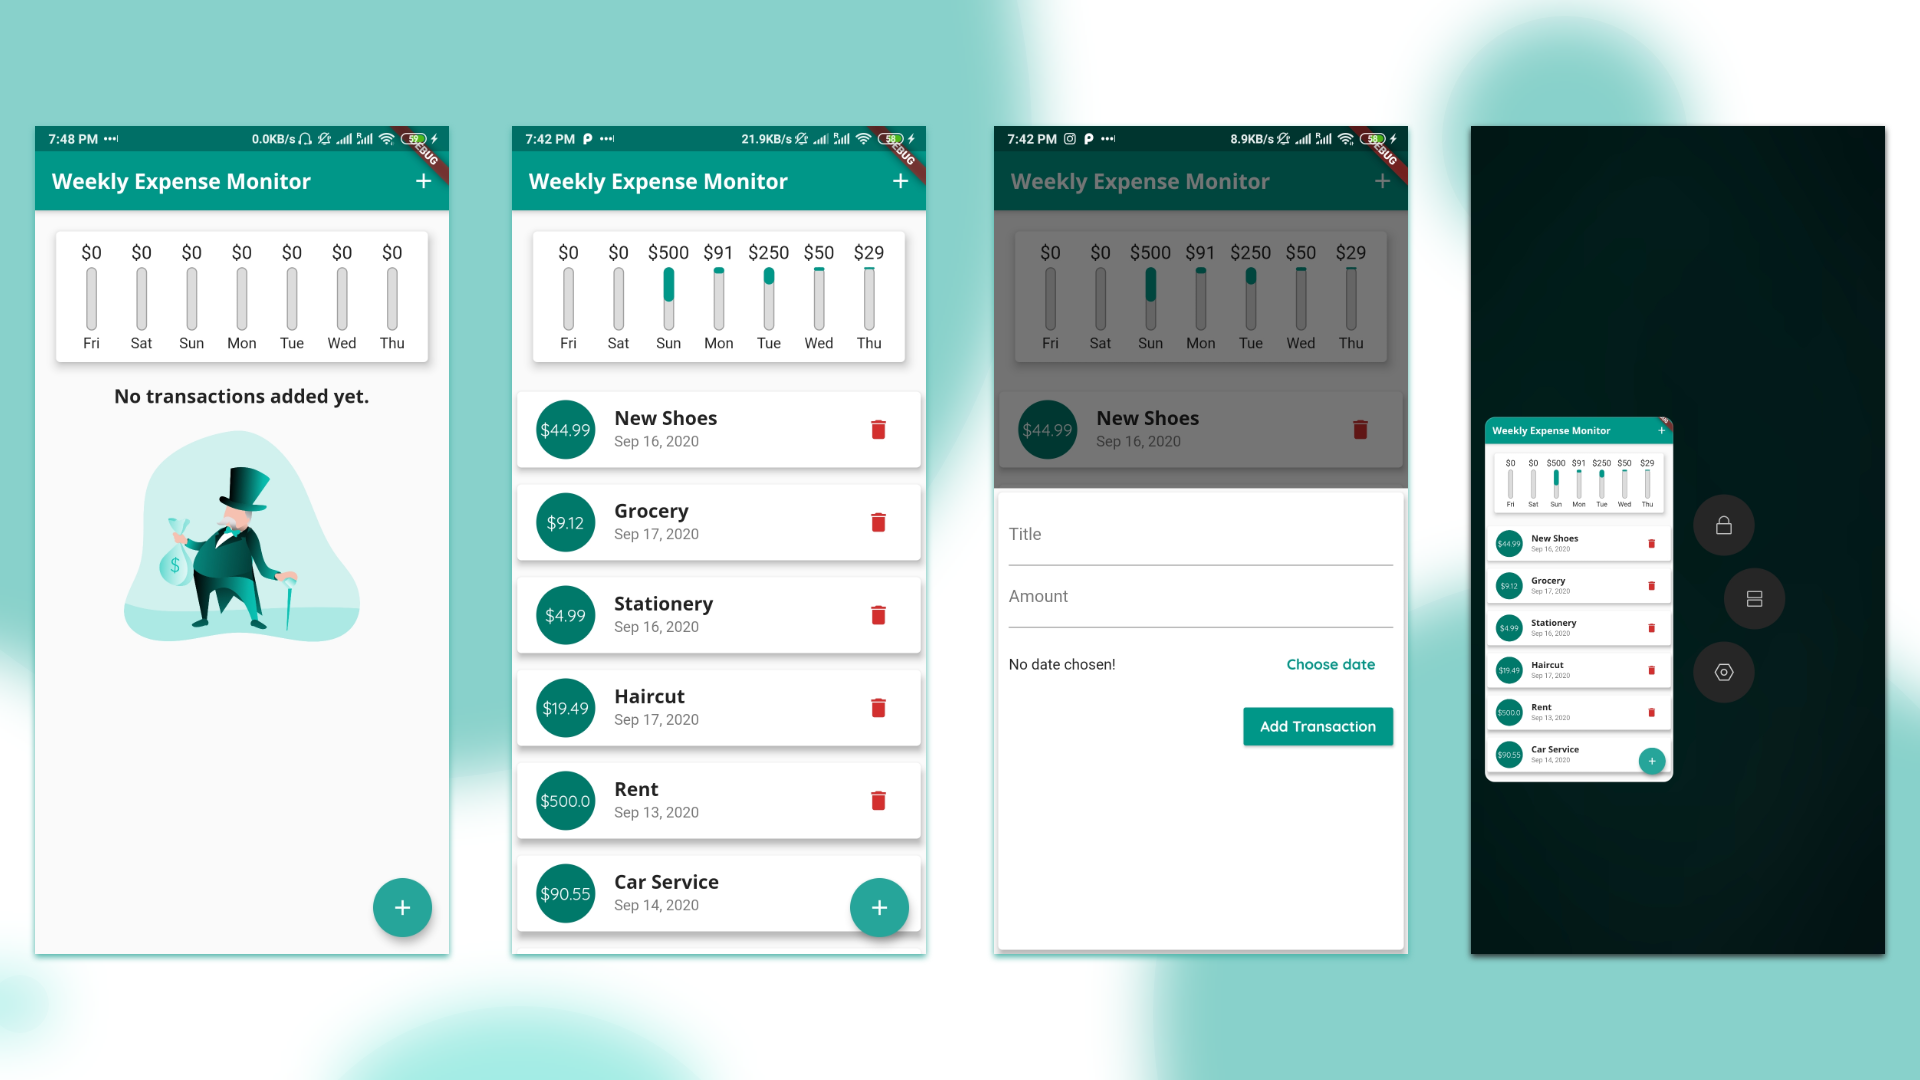 7:48 PM
0.0KB/s
59
DEBUG
Weekly Expense Monitor
+
$0 $0 $0 $0 $0 $0 $0
Fri Sat Sun Mon Tue Wed Thu
No transactions added yet.
$
+
7:42 PM
21.9KB/s
58
DEBUG
Weekly Expense Monitor
+
$0 $0 $500 $91 $250 $50 $29
Fri Sat Sun Mon Tue Wed Thu
$44.99
New Shoes
Sep 16, 2020
$9.12
Grocery
Sep 17, 2020
$4.99
Stationery
Sep 16, 2020
$19.49
Haircut
Sep 17, 2020
$500.0
Rent
Sep 13, 2020
$90.55
Car Service
Sep 14, 2020
+
7:42 PM
8.9KB/s
58
DEBUG
Weekly Expense Monitor
+
$0 $0 $500 $91 $250 $50 $29
Fri Sat Sun Mon Tue Wed Thu
$44.99
New Shoes
Sep 16, 2020
Title
Amount
No date chosen!
Choose date
Add Transaction
Weekly Expense Monitor
+
$0 $0 $500 $91 $250 $50 $29
Fri Sat Sun Mon Tue Wed Thu
$44.99
New Shoes
Sep 16, 2020
$9.12
Grocery
Sep 17, 2020
$4.99
Stationery
Sep 16, 2020
$19.49
Haircut
Sep 17, 2020
$500.0
Rent
Sep 13, 2020
$90.55
Car Service
Sep 14, 2020
+